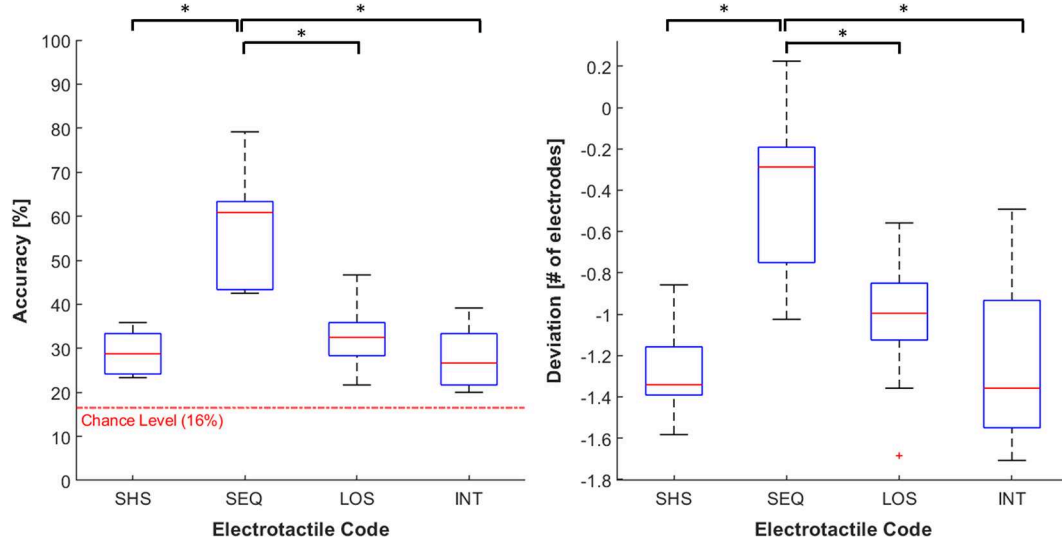 * * *
* *
Accuracy [%]
100
90
80
70
60
50
40
30
20
10
0
Chance Level (16%)
SHS SEQ LOS INT
Electrotactile Code
Deviation [# of electrodes]
0.2
0
-0.2
-0.4
-0.6
-0.8
-1
-1.2
-1.4
-1.6
-1.8
SHS SEQ LOS INT
Electrotactile Code